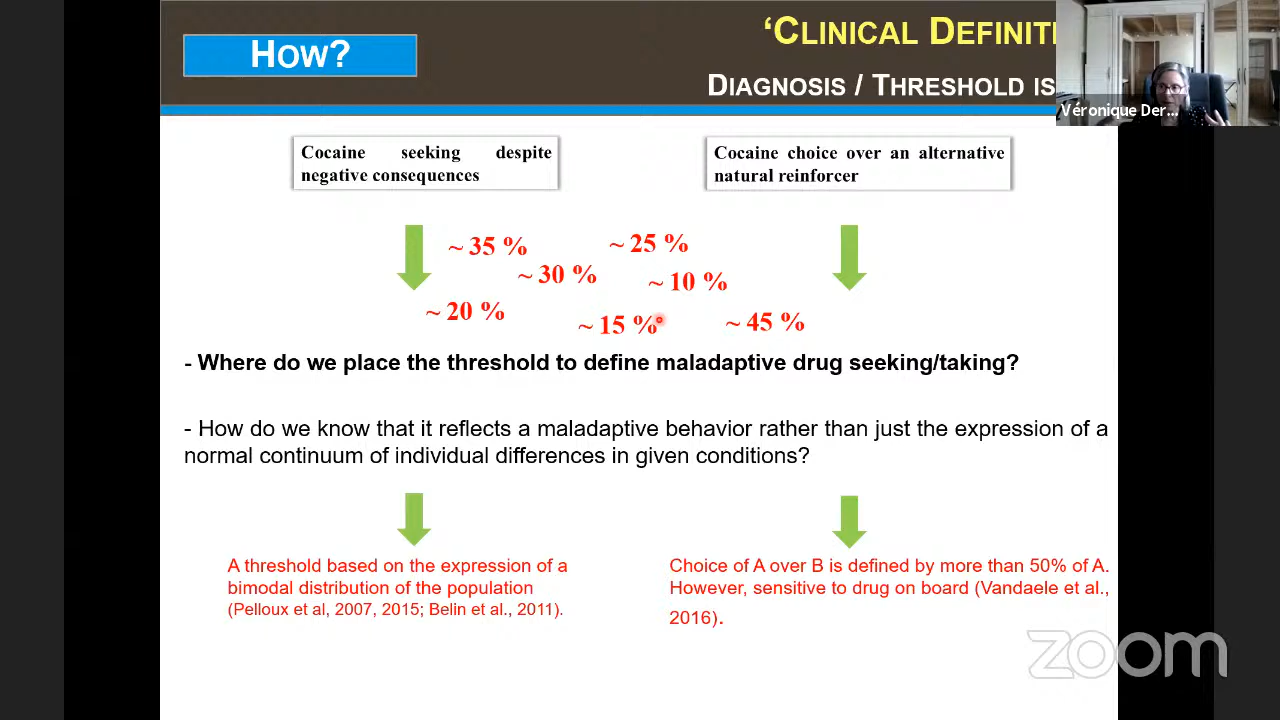 HOW?
‘CLINICAL DEFINITI
DIAGNOSIS / THRESHOLD IS
Véronique Der...
Cocaine seeking despite
negative consequences
Cocaine choice over an alternative
natural reinforcer
~ 35 %
~ 25 %
~ 30 %
~ 10 %
~ 20 %
~ 15 %
~ 45 %
- Where do we place the threshold to define maladaptive drug seeking/taking?
- How do we know that it reflects a maladaptive behavior rather than just the expression of a
normal continuum of individual differences in given conditions?
A threshold based on the expression of a
bimodal distribution of the population
(Pelloux et al, 2007, 2015; Belin et al., 2011).
Choice of A over B is defined by more than 50% of A.
However, sensitive to drug on board (Vandaele et al.,
2016).
zoom